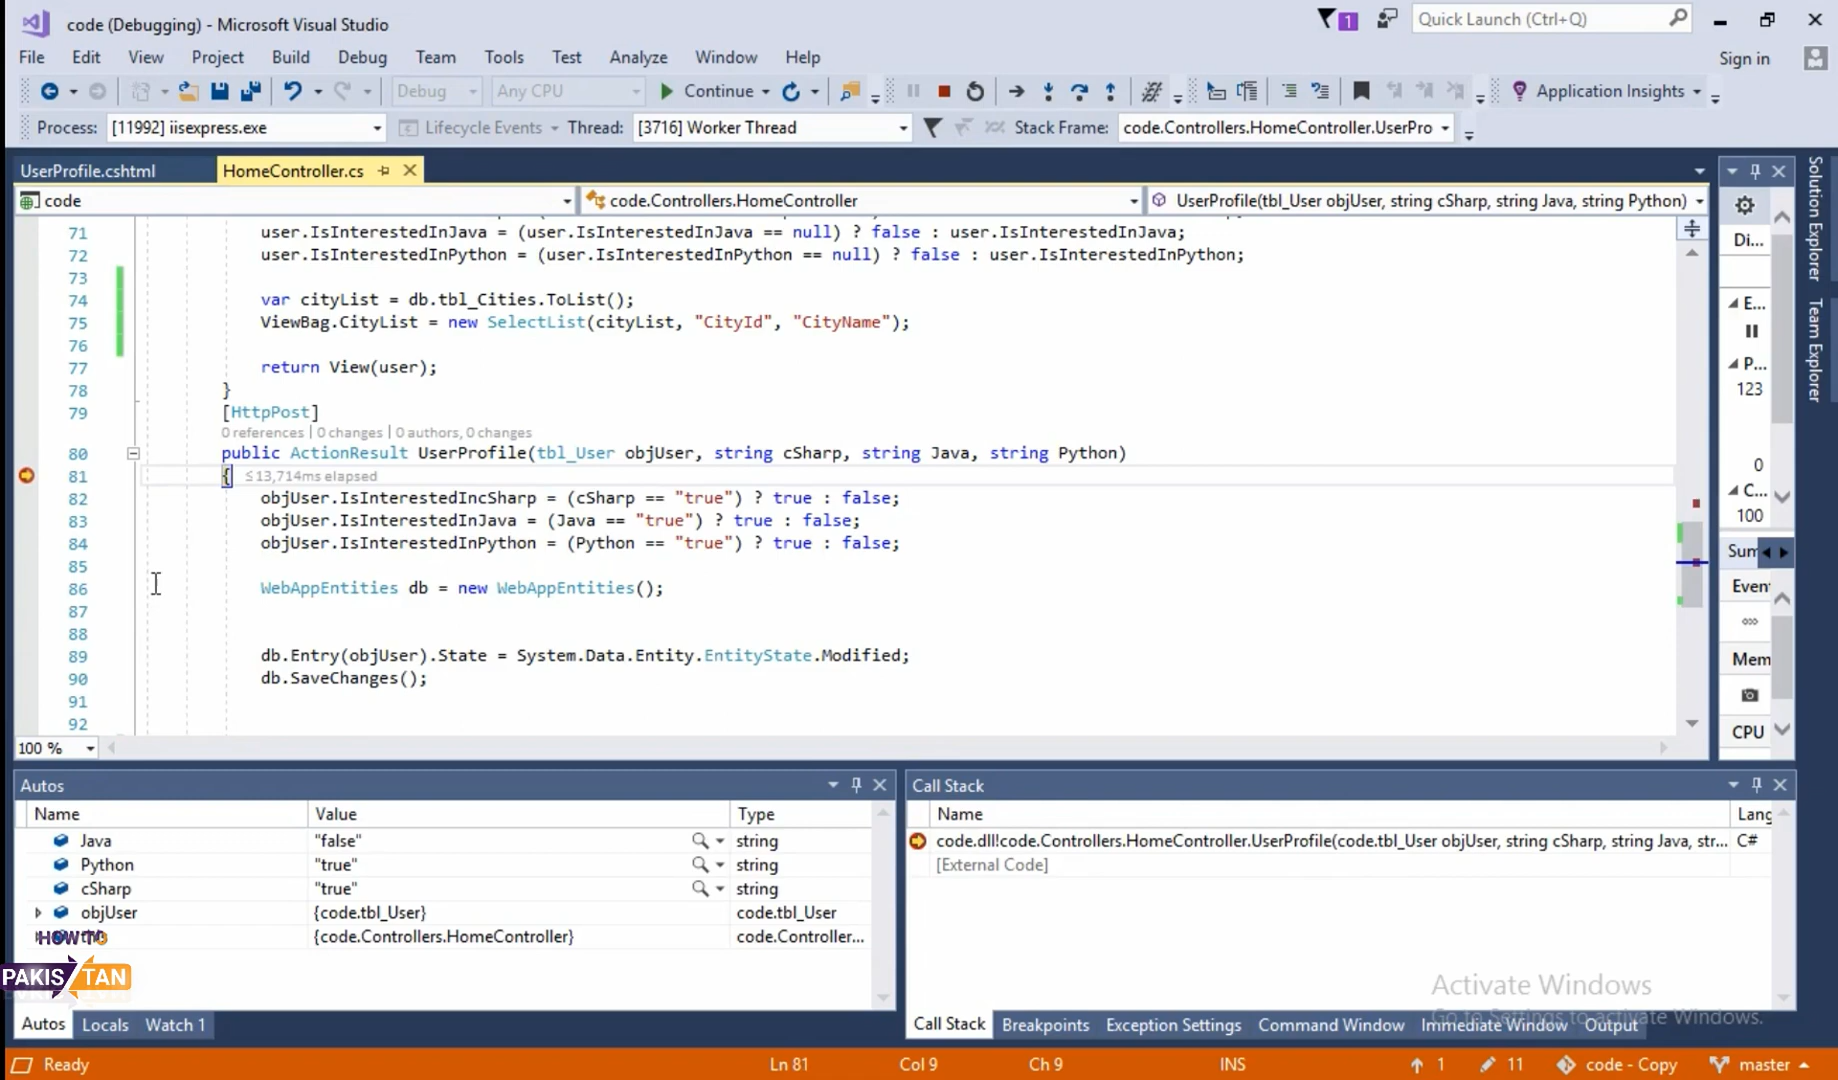 code (Debugging) - Microsoft Visual Studio
1
Quick Launch (Ctrl+Q)
File Edit View Project Build Debug Team Tools Test Analyze Window Help
Sign in
Debug Any CPU Continue Application Insights
Process: [11992] iisexpress.exe Lifecycle Events Thread: [3716] Worker Thread Stack Frame: code.Controllers.HomeController.UserPro
UserProfile.cshtml HomeController.cs
code code.Controllers.HomeController UserProfile(tbl_User objUser, string cSharp, string Java, string Python)
71 user.IsInterestedInJava = (user.IsInterestedInJava == null) ? false : user.IsInterestedInJava;
72 user.IsInterestedInPython = (user.IsInterestedInPython == null) ? false : user.IsInterestedInPython;
73
74 var cityList = db.tbl_Cities.ToList();
75 ViewBag.CityList = new SelectList(cityList, "CityId", "CityName");
76
77 return View(user);
78 }
79 [HttpPost]
0 references | 0 changes | 0 authors, 0 changes
80 public ActionResult UserProfile(tbl_User objUser, string cSharp, string Java, string Python)
81 { ≤13,714ms elapsed
82 objUser.IsInterestedIncSharp = (cSharp == "true") ? true : false;
83 objUser.IsInterestedInJava = (Java == "true") ? true : false;
84 objUser.IsInterestedInPython = (Python == "true") ? true : false;
85
86 WebAppEntities db = new WebAppEntities();
87
88
89 db.Entry(objUser).State = System.Data.Entity.EntityState.Modified;
90 db.SaveChanges();
91
92
100 %
Di...
E...
P...
123
0
C...
100
Sum
Even
Mem
CPU
Solution Explorer
Team Explorer
Autos
Name Value Type
Java "false" string
Python "true" string
cSharp "true" string
objUser {code.tbl_User} code.tbl_User
{code.Controllers.HomeController} code.Controller...
HOW TO
PAKISTAN
Autos Locals Watch 1
Call Stack
Name Lang
code.dll!code.Controllers.HomeController.UserProfile(code.tbl_User objUser, string cSharp, string Java, str... C#
[External Code]
Activate Windows
Go to Settings to activate Windows.
Call Stack Breakpoints Exception Settings Command Window Immediate Window Output
Ready Ln 81 Col 9 Ch 9 INS 1 11 code - Copy master